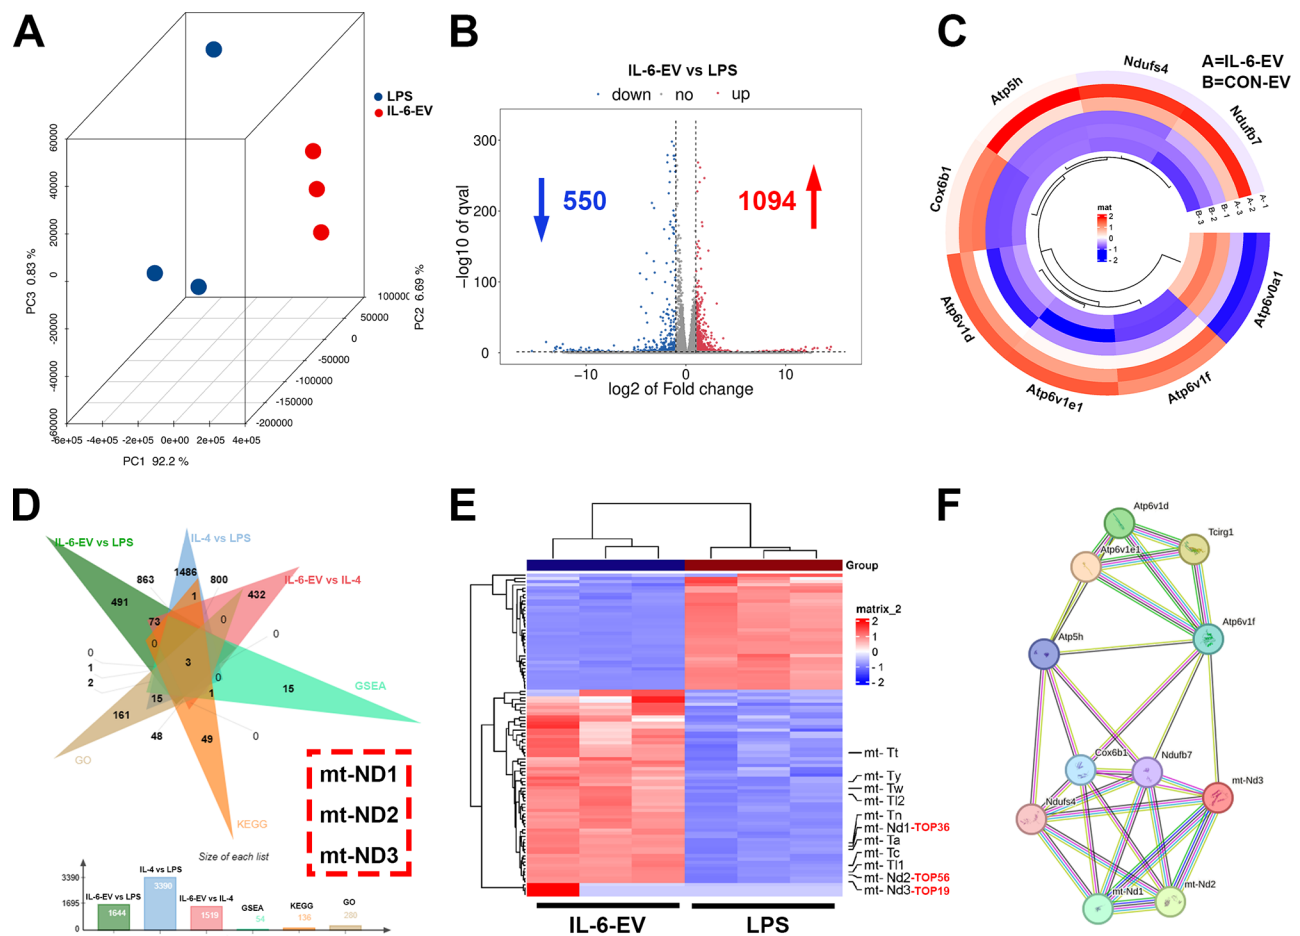 A
LPS
IL-6-EV
60000
40000
20000
0
-20000
-40000
-60000
PC3 0.83 %
-6e+05 -4e+05 -2e+05 0e+00 2e+05 4e+05
PC1 92.2 %
100000
50000
0
-50000
-100000
-150000
-200000
PC2 6.69 %
B
IL-6-EV vs LPS
down no up
300
200
100
0
−log10 of qval
550
1094
−10 0 10
log2 of Fold change
C
A=IL-6-EV
B=CON-EV
Ndufs4
Atp5h
Ndufb7
Cox6b1
mat
2
1
0
-1
-2
B-3
B-2
B-1
A-3
A-2
A-1
Atp6v1d
Atp6v0a1
Atp6v1e1
Atp6v1f
D
IL-6-EV vs LPS
IL-4 vs LPS
IL-6-EV vs IL-4
863
1486
800
491
1
432
73
0
0
0
0
1
2
3
0
15
GSEA
161
15
1
GO
48
49
0
KEGG
mt-ND1
mt-ND2
mt-ND3
Size of each list
3390
1695
0
IL-6-EV vs LPS
1644
IL-4 vs LPS
3390
IL-6-EV vs IL-4
1519
GSEA
54
KEGG
136
GO
280
E
Group
matrix_2
2
1
0
-1
-2
mt- Tt
mt- Ty
mt- Tw
mt- Tl2
mt- Tn
mt- Nd1-TOP36
mt- Ta
mt- Tc
mt- Tl1
mt- Nd2-TOP56
mt- Nd3-TOP19
IL-6-EV
LPS
F
Atp6v1d
Tcirg1
Atp6v1e1
Atp6v1f
Atp5h
Cox6b1
Ndufb7
mt-Nd3
Ndufs4
mt-Nd1
mt-Nd2